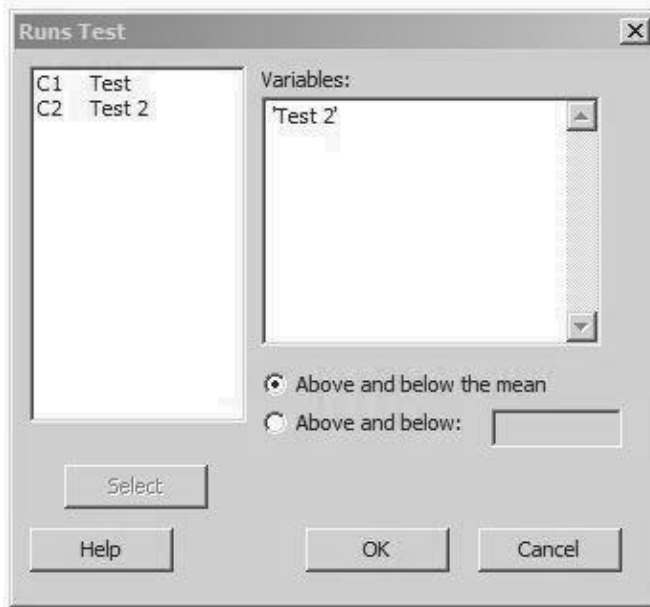 Runs Test
C1 Test
C2 Test 2
Variables:
'Test 2'
Above and below the mean
Above and below:
Select
Help
OK
Cancel